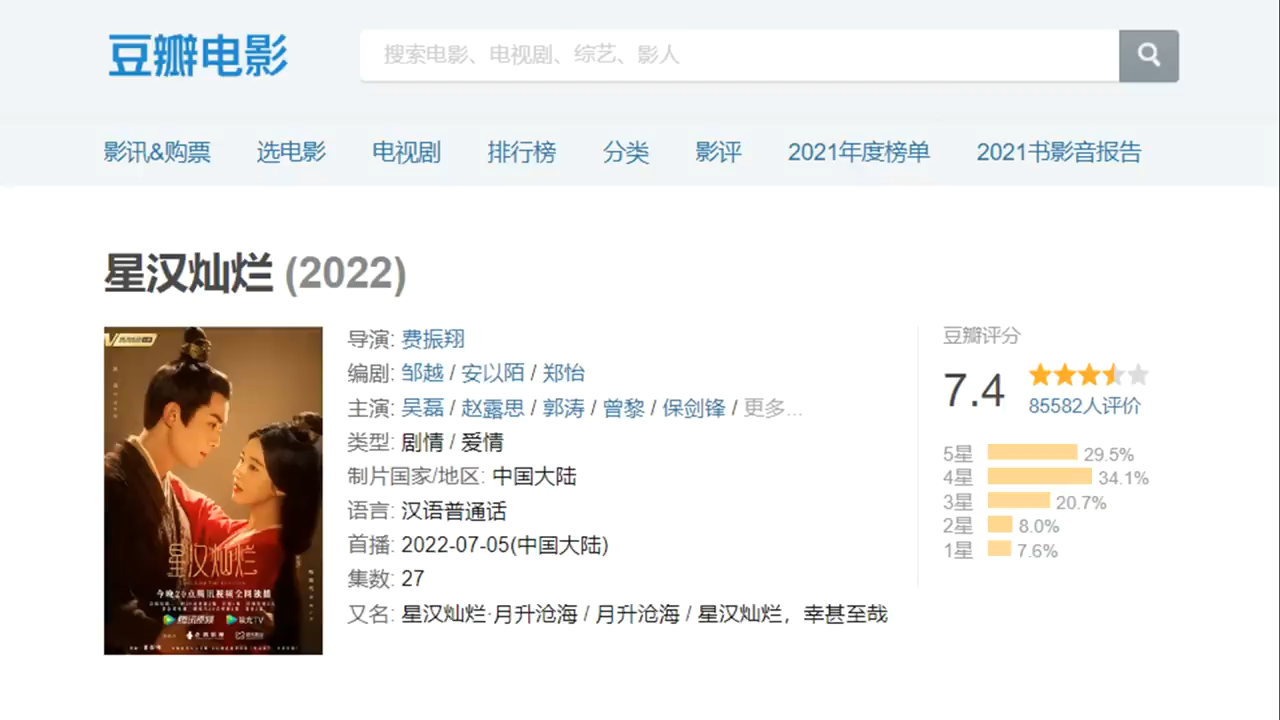 豆瓣电影
搜索电影、电视剧、综艺、影人
影讯&购票 选电影 电视剧 排行榜 分类 影评 2021年度榜单 2021书影音报告
星汉灿烂 (2022)
导演: 费振翔
编剧: 邹越 / 安以陌 / 郑怡
主演: 吴磊 / 赵露思 / 郭涛 / 曾黎 / 保剑锋 / 更多...
类型: 剧情 / 爱情
制片国家/地区: 中国大陆
语言: 汉语普通话
首播: 2022-07-05(中国大陆)
集数: 27
又名: 星汉灿烂·月升沧海 / 月升沧海 / 星汉灿烂，幸甚至哉
豆瓣评分
7.4
85582人评价
5星 29.5%
4星 34.1%
3星 20.7%
2星 8.0%
1星 7.6%
星汉灿烂
今晚20点腾讯视频全网独播
腾讯视频 极光TV